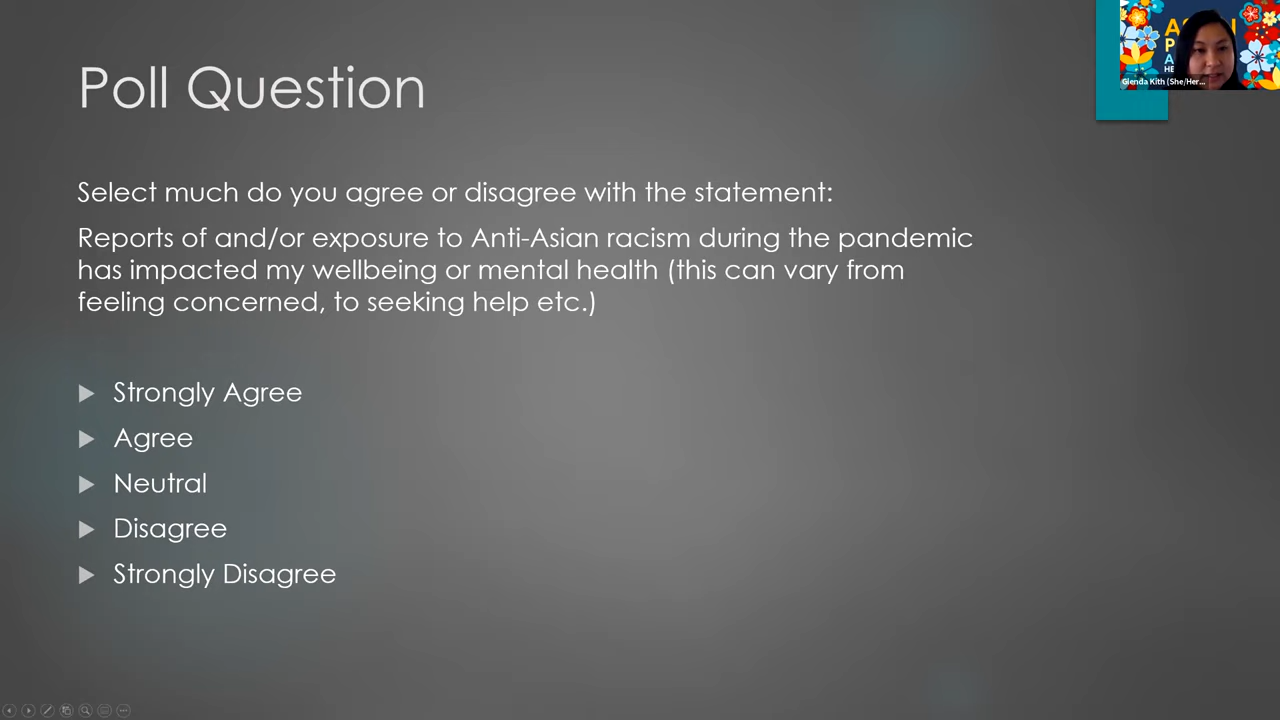 Poll Question
Select much do you agree or disagree with the statement:
Reports of and/or exposure to Anti-Asian racism during the pandemic
has impacted my wellbeing or mental health (this can vary from
feeling concerned, to seeking help etc.)
Strongly Agree
Agree
Neutral
Disagree
Strongly Disagree
Glenda Kith (She/Her...